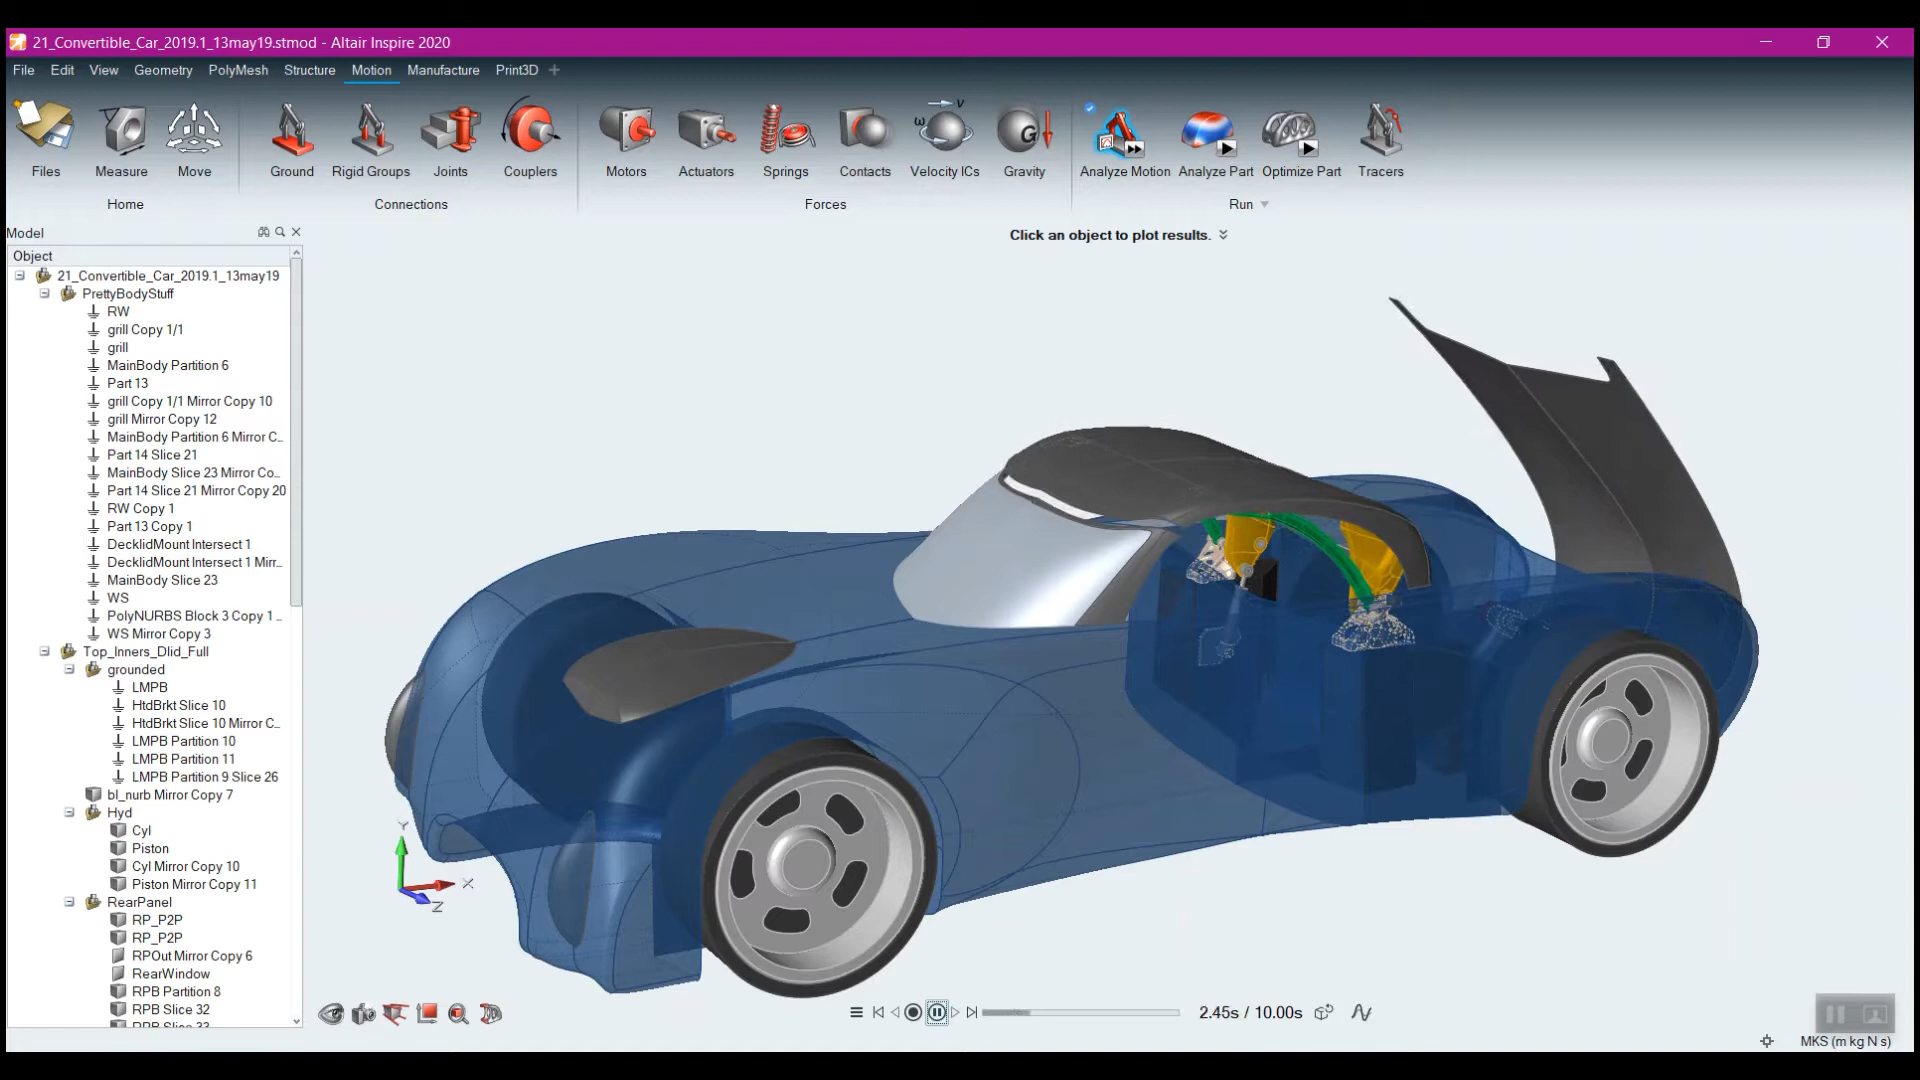 21_Convertible_Car_2019.1_13may19.stmod - Altair Inspire 2020
File Edit View Geometry PolyMesh Structure Motion Manufacture Print3D
Files Measure Move Ground Rigid Groups Joints Couplers Motors Actuators Springs Contacts Velocity ICs Gravity Analyze Motion Analyze Part Optimize Part Tracers
Home Connections Forces Run
Model
Click an object to plot results.
Object
21_Convertible_Car_2019.1_13may19
PrettyBodyStuff
RW
grill Copy 1/1
grill
MainBody Partition 6
Part 13
grill Copy 1/1 Mirror Copy 10
grill Mirror Copy 12
MainBody Partition 6 Mirror C...
Part 14 Slice 21
MainBody Slice 23 Mirror Co...
Part 14 Slice 21 Mirror Copy 20
RW Copy 1
Part 13 Copy 1
DecklidMount Intersect 1
DecklidMount Intersect 1 Mirr...
MainBody Slice 23
WS
PolyNURBS Block 3 Copy 1 ...
WS Mirror Copy 3
Top_Inners_Dlid_Full
grounded
LMPB
HtdBrkt Slice 10
HtdBrkt Slice 10 Mirror C...
LMPB Partition 10
LMPB Partition 11
LMPB Partition 9 Slice 26
bl_nurb Mirror Copy 7
Hyd
Cyl
Piston
Cyl Mirror Copy 10
Piston Mirror Copy 11
RearPanel
RP_P2P
RP_P2P
RPOut Mirror Copy 6
RearWindow
RPB Partition 8
RPB Slice 32
RPB Slice 33
Y
X
Z
G
ω
v
2.45s / 10.00s
MKS (m kg N s)